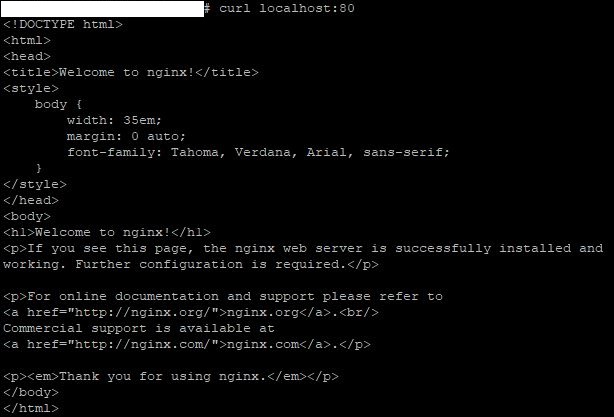 # curl localhost:80
<!DOCTYPE html>
<html>
<head>
<title>Welcome to nginx!</title>
<style>
    body {
        width: 35em;
        margin: 0 auto;
        font-family: Tahoma, Verdana, Arial, sans-serif;
    }
</style>
</head>
<body>
<h1>Welcome to nginx!</h1>
<p>If you see this page, the nginx web server is successfully installed and
working. Further configuration is required.</p>

<p>For online documentation and support please refer to
<a href="http://nginx.org/">nginx.org</a>.<br/>
Commercial support is available at
<a href="http://nginx.com/">nginx.com</a>.</p>

<p><em>Thank you for using nginx.</em></p>
</body>
</html>